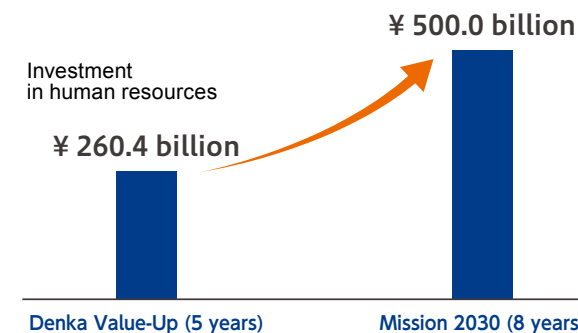 ¥ 500.0 billion
Investment
in human resources
¥ 260.4 billion
Denka Value-Up (5 years)
Mission 2030 (8 years